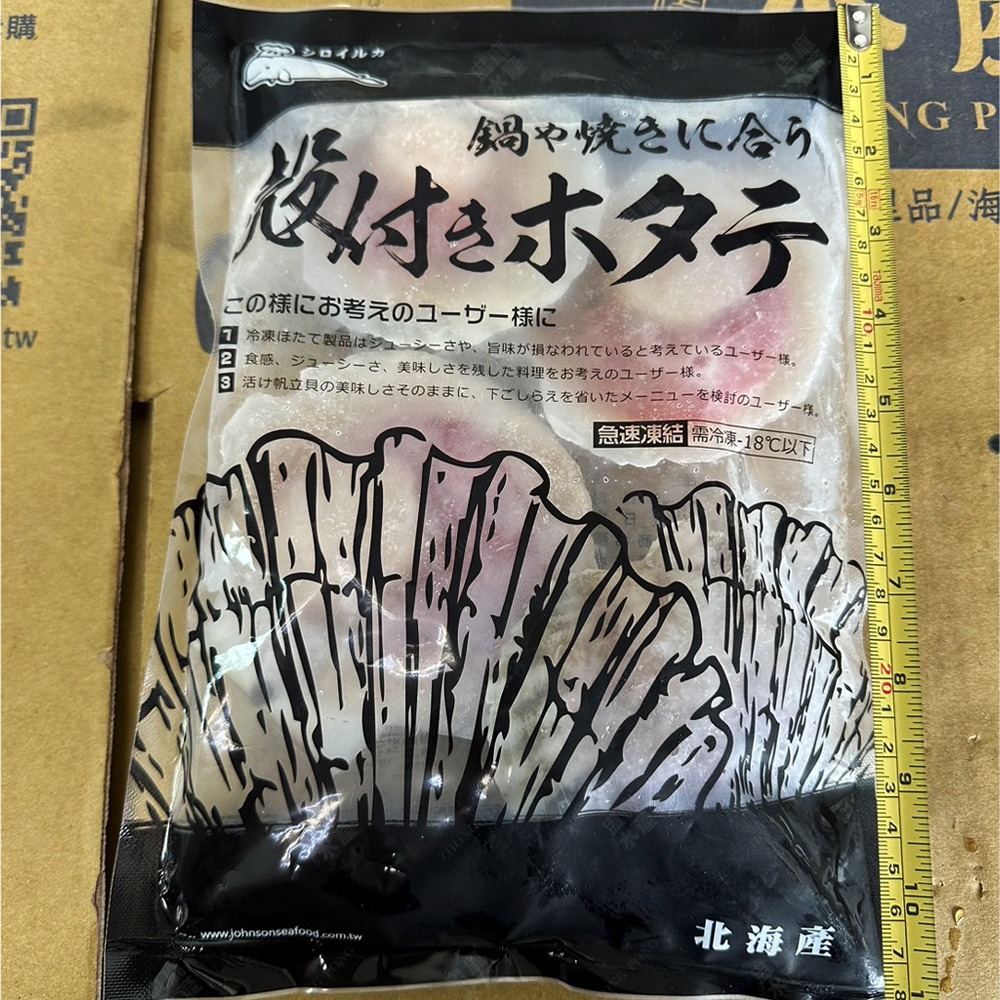 購
tw
シロイルカ
鍋や焼きに合う
殻付きホタテ
この様にお考えのユーザー様に
1 冷凍ほたて製品はジューシーさや、旨味が損なわれていると考えているユーザー様。
2 食感、ジューシーさ、美味しさを残した料理をお考えのユーザー様。
3 活け帆立貝の美味しさそのままに、下ごしらえを省いたメーニューを検討のユーザー様。
急速凍結 需冷凍-18℃以下
www.johnsonseafood.com.tw
北海産
NG P
品/海
Tajima